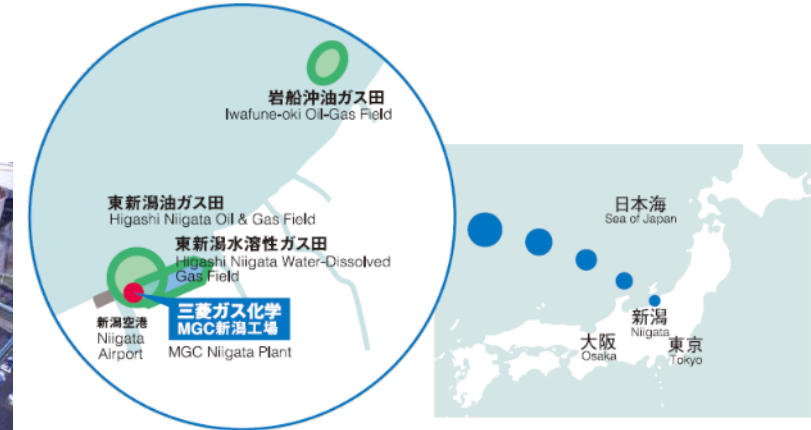 岩船沖油ガス田
Iwafune-oki Oil-Gas Field
東新潟油ガス田
Higashi Niigata Oil & Gas Field
東新潟水溶性ガス田
Higashi Niigata Water-Dissolved
Gas Field
三菱ガス化学
MGC新潟工場
MGC Niigata Plant
新潟空港
Niigata
Airport
日本海
Sea of Japan
新潟
Niigata
大阪
Osaka
東京
Tokyo